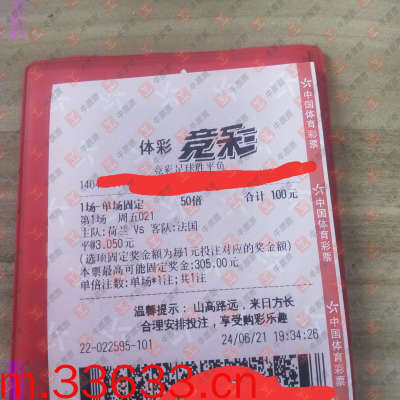 体彩 竞彩
竞彩足球胜平负
1404
1场-单场固定 50倍 合计 100元
第1场 周五021
主队:荷兰 Vs 客队:法国
平@3.050元
(选项固定奖金额为每1元投注对应的奖金额)
本票最高可能固定奖金:305.00元
单倍注数:单场*1注;共1注
温馨提示: 山高路远,来日方长
合理安排投注,享受购彩乐趣
22-022595-101 24/06/21 19:34:26
中国体育彩票
中国体育彩票
m.33633.cn